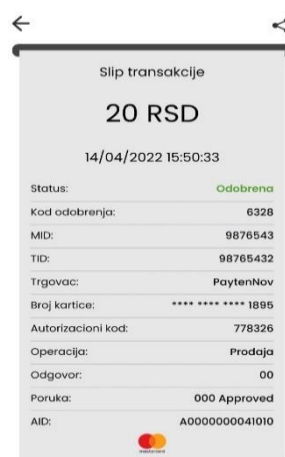 Slip transakcije
20 RSD
14/04/2022 15:50:33
Status: Odobrena
Kod odobrenja: 6328
MID: 9876543
TID: 98765432
Trgovac: PaytenNov
Broj kartice: **** **** **** 1895
Autorizacioni kod: 778326
Operacija: Prodaja
Odgovor: 00
Poruka: 000 Approved
AID: A0000000041010
mastercard